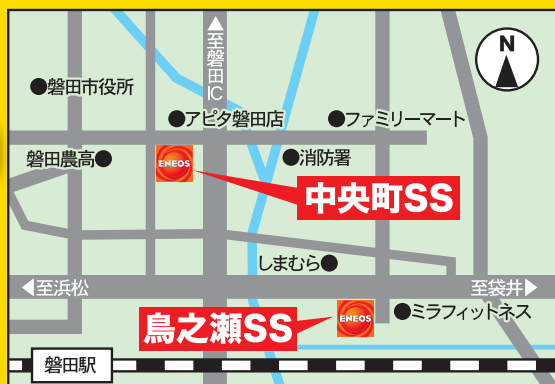 ▲至磐田IC
N
●磐田市役所
●アピタ磐田店
●ファミリーマート
磐田農高●
ENEOS
●消防署
中央町SS
しまむら●
◀至浜松
至袋井▶
鳥之瀬SS
ENEOS
●ミラフィットネス
磐田駅